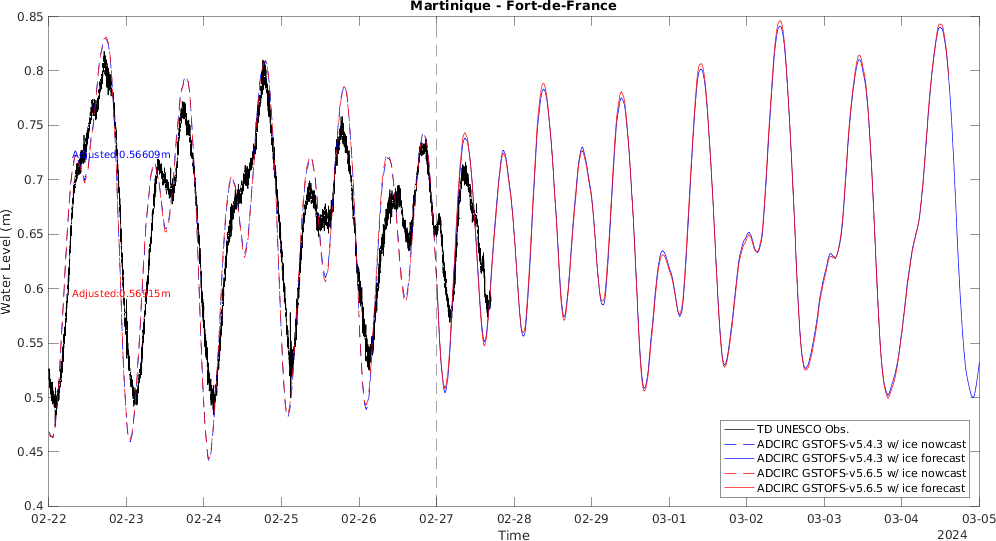 Martinique - Fort-de-France
0.85
0.8
0.75
0.7
0.65
0.6
0.55
0.5
0.45
0.4
Water Level (m)
Adjusted:0.56609m
Adjusted:0.56915m
TD UNESCO Obs.
ADCIRC GSTOFS-v5.4.3 w/ ice nowcast
ADCIRC GSTOFS-v5.4.3 w/ ice forecast
ADCIRC GSTOFS-v5.6.5 w/ ice nowcast
ADCIRC GSTOFS-v5.6.5 w/ ice forecast
02-22 02-23 02-24 02-25 02-26 02-27 02-28 02-29 03-01 03-02 03-03 03-04 03-05
Time
2024